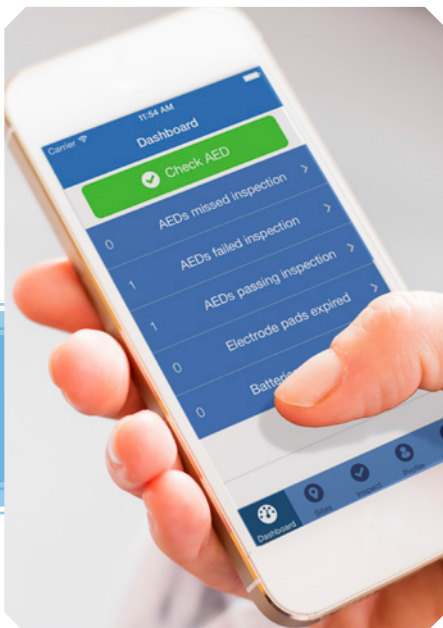 Carrier 11:54 AM
Dashboard
Check AED
0 AEDs missed inspection
1 AEDs failed inspection
1 AEDs passing inspection
0 Electrode pads expired
0
Dashboard Sites Inspect Profile